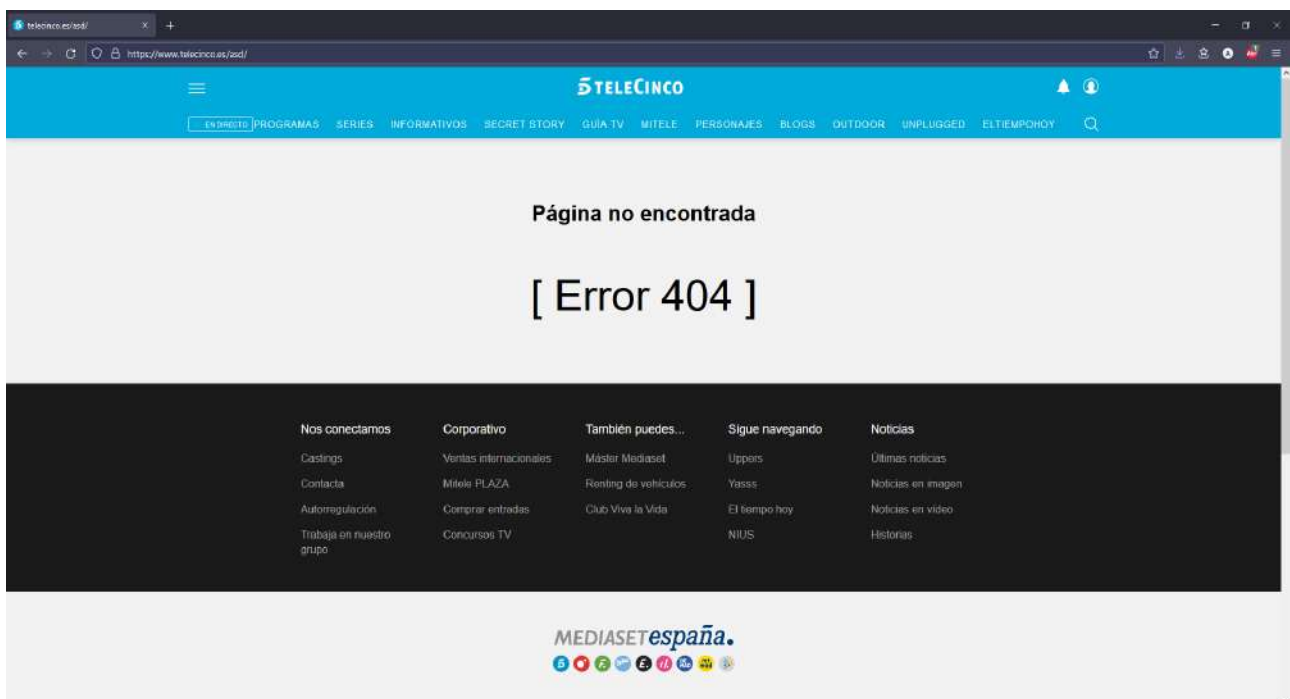 telecinco.es/asd/
https://www.telecinco.es/asd/
TELECINCO
EN DIRECTO PROGRAMAS SERIES INFORMATIVOS SECRET STORY GUÍA TV MITELE PERSONAJES BLOGS OUTDOOR UNPLUGGED ELTIEMPOHOY
Página no encontrada
[ Error 404 ]
Nos conectamos
Castings
Contacta
Autorregulación
Trabaja en nuestro
grupo
Corporativo
Ventas internacionales
Mitele PLAZA
Comprar entradas
Concursos TV
También puedes...
Máster Mediaset
Renting de vehículos
Club Viva la Vida
Sigue navegando
Uppers
Yasss
El tiempo hoy
NIUS
Noticias
Últimas noticias
Noticias en imagen
Noticias en vídeo
Historias
MEDIASETespaña.